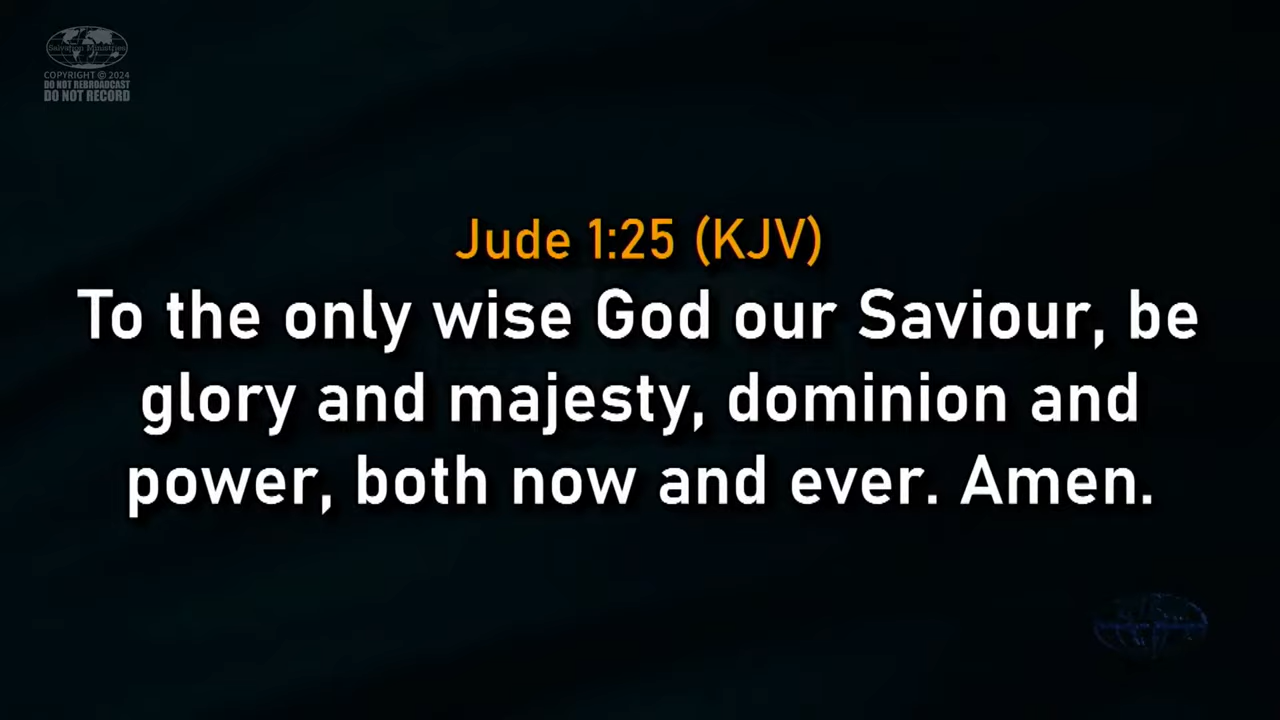 Salvation Ministries
COPYRIGHT © 2024
DO NOT REBROADCAST
DO NOT RECORD
Jude 1:25 (KJV)
To the only wise God our Saviour, be
glory and majesty, dominion and
power, both now and ever. Amen.